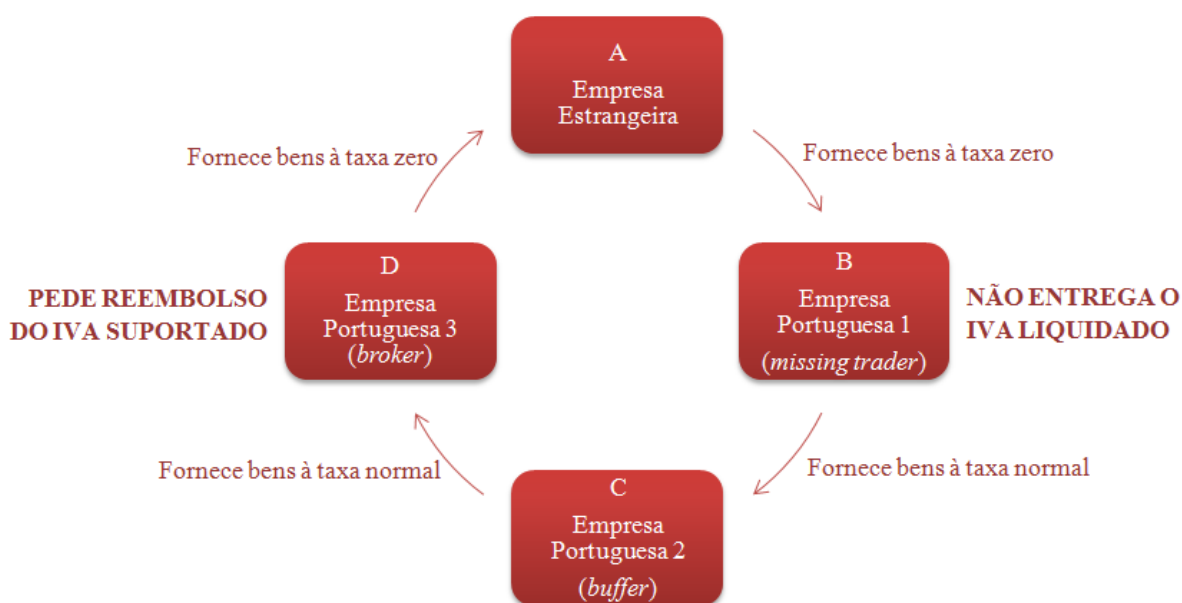 A
Empresa
Estrangeira
Fornece bens à taxa zero
Fornece bens à taxa zero
D
Empresa
Portuguesa 3
(broker)
PEDE REEMBOLSO
DO IVA SUPORTADO
B
Empresa
Portuguesa 1
(missing trader)
NÃO ENTREGA O
IVA LIQUIDADO
Fornece bens à taxa normal
Fornece bens à taxa normal
C
Empresa
Portuguesa 2
(buffer)